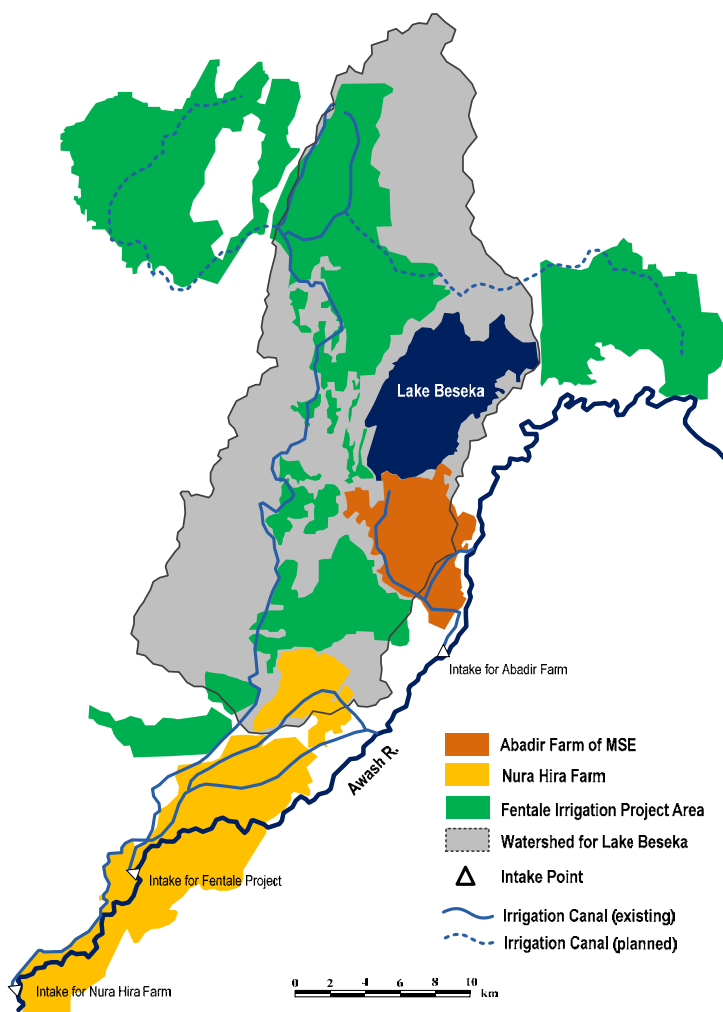 Lake Beseka
Intake for Abadir Farm
Awash R.
Abadir Farm of MSE
Nura Hira Farm
Fentale Irrigation Project Area
Watershed for Lake Beseka
Intake Point
Intake for Fentale Project
Irrigation Canal (existing)
Irrigation Canal (planned)
Intake for Nura Hira Farm
0 2 4 6 8 10
km